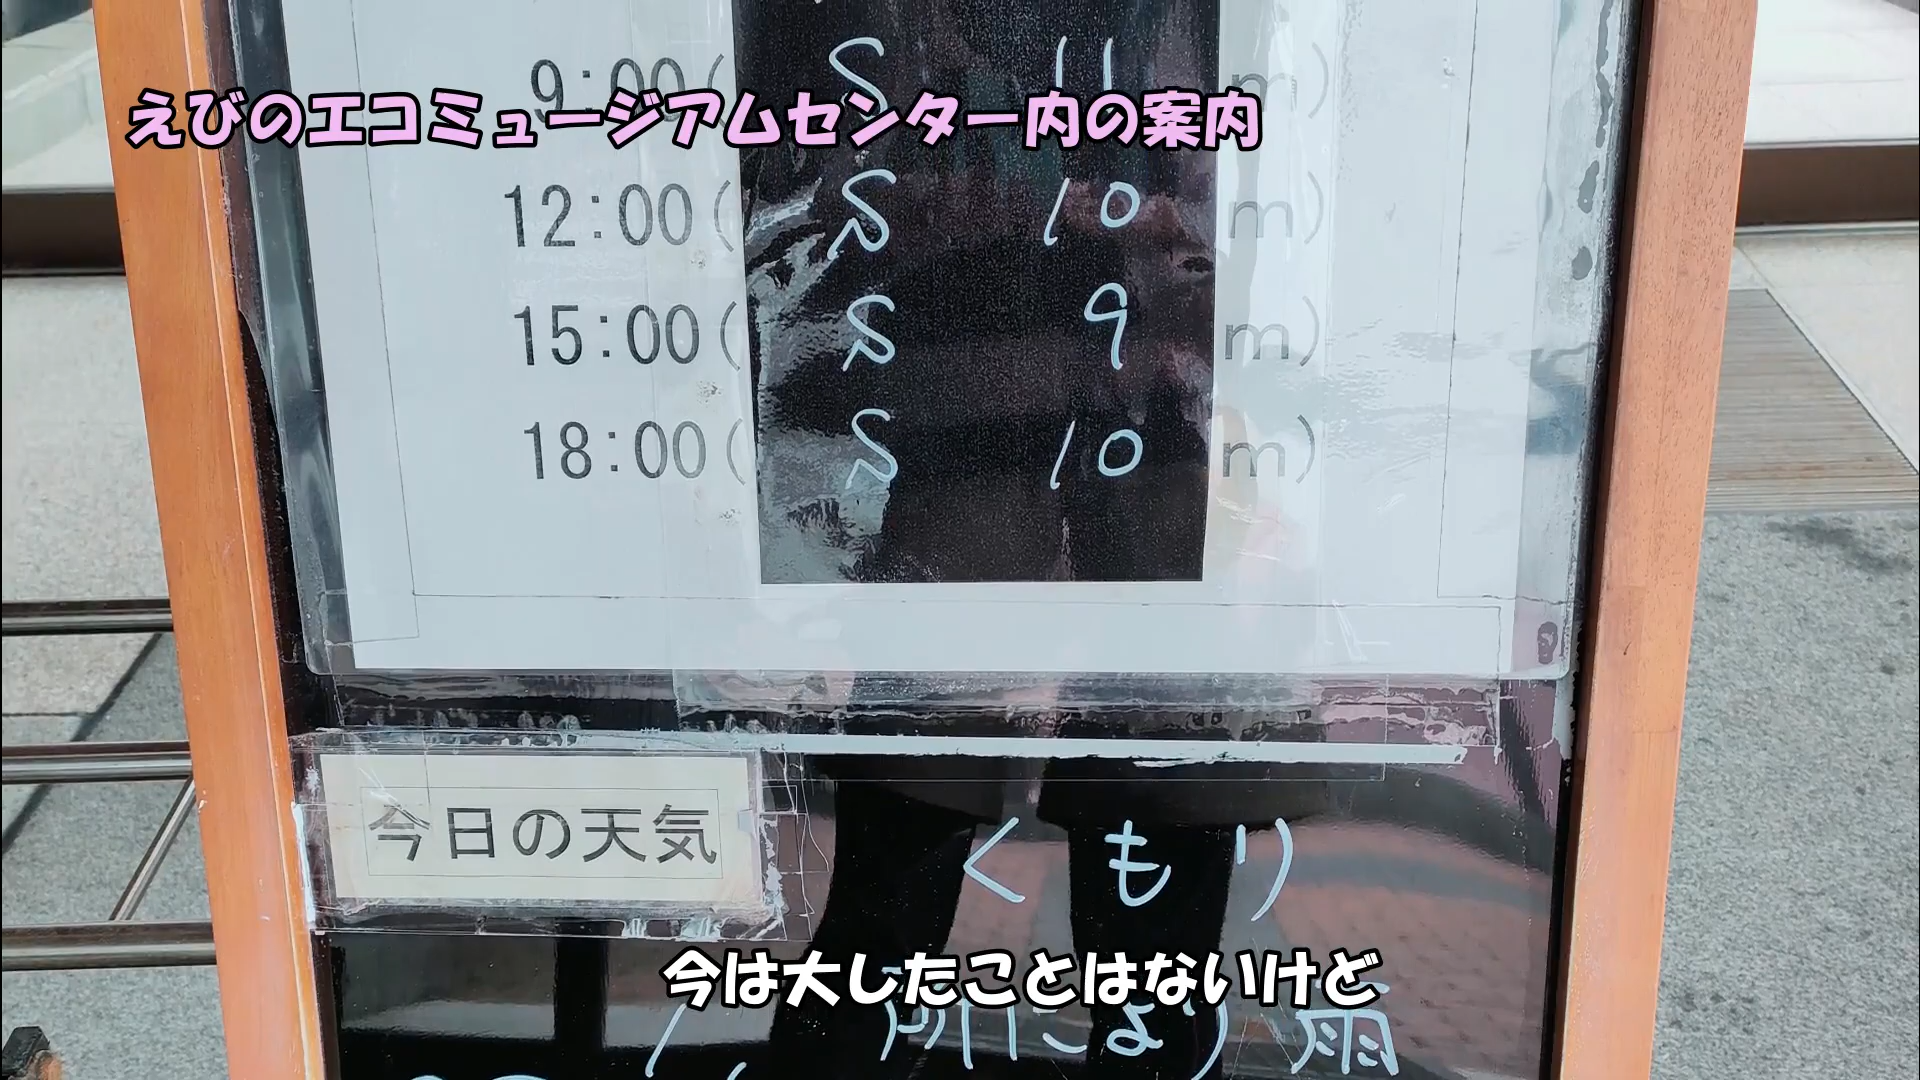 9:00( S 11 m)
えびのエコミュージアムセンター内の案内
12:00( S 10 m)
15:00( S 9 m)
18:00( S 10 m)
今日の天気 くもり
今は大したことはないけど
所により雨